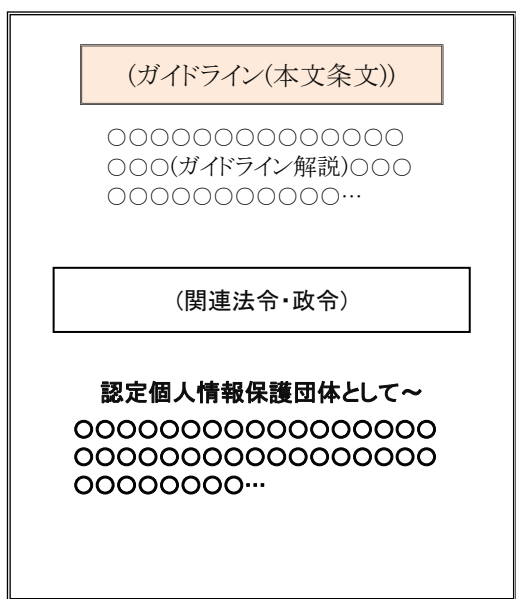 (ガイドライン(本文条文))
○○○○○○○○○○○○○○
○○○(ガイドライン解説)○○○
○○○○○○○○○○○…
(関連法令・政令)
認定個人情報保護団体として～
○○○○○○○○○○○○○○○○○
○○○○○○○○○○○○○○○○○
○○○○○○○○…